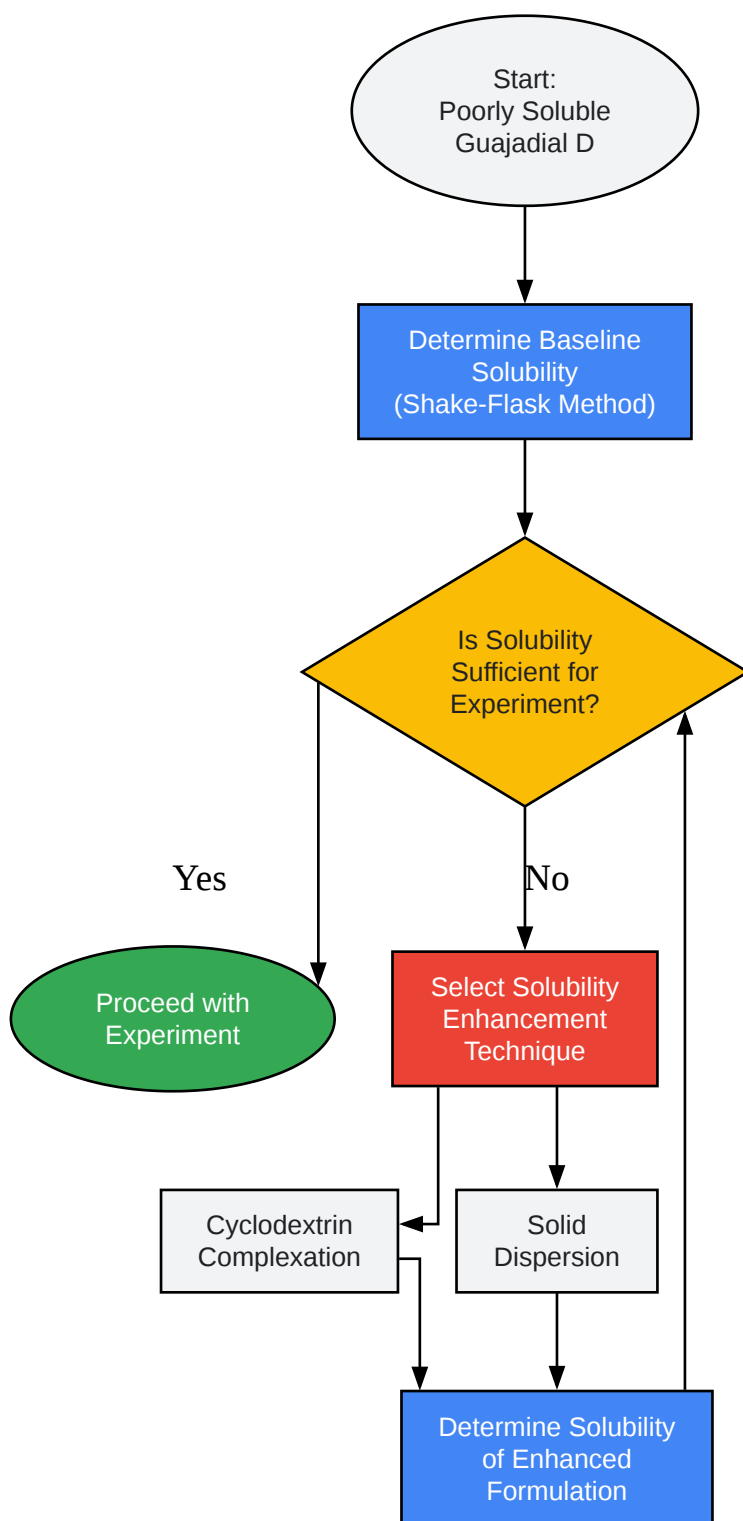 Start:
Poorly Soluble
Guajadial D
Determine Baseline
Solubility
(Shake-Flask Method)
Is Solubility
Sufficient for
Experiment?
Yes
No
Proceed with
Experiment
Select Solubility
Enhancement
Technique
Cyclodextrin
Complexation
Solid
Dispersion
Determine Solubility
of Enhanced
Formulation